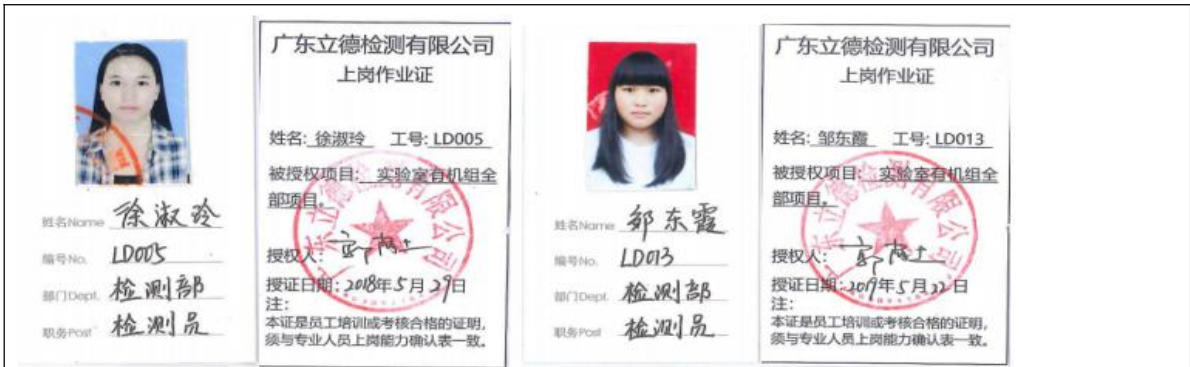 姓名Name 徐淑玲
编号No. LD005
部门Dept. 检测部
职务Post 检测员
广东立德检测有限公司
上岗作业证
姓名: 徐淑玲 工号: LD005
被授权项目: 实验室有机组全
部项目。
授权人:
授证日期: 2018年5月29日
注:
本证是员工培训或考核合格的证明,
须与专业人员上岗能力确认表一致。
姓名Name 邹东霞
编号No. LD013
部门Dept. 检测部
职务Post 检测员
广东立德检测有限公司
上岗作业证
姓名: 邹东霞 工号: LD013
被授权项目: 实验室有机组全
部项目。
授权人:
授证日期: 2019年5月22日
注:
本证是员工培训或考核合格的证明,
须与专业人员上岗能力确认表一致。